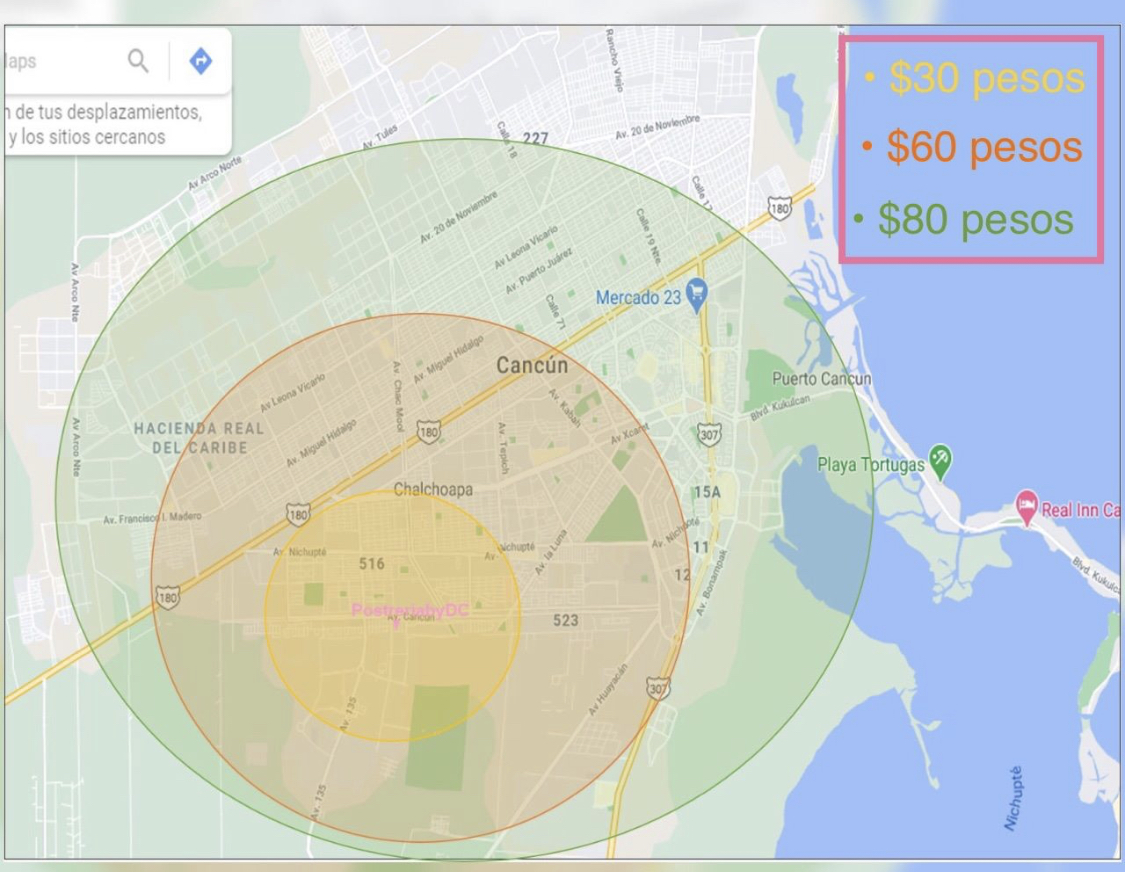 laps
n de tus desplazamientos,
y los sitios cercanos
• $30 pesos
• $60 pesos
• $80 pesos
Rancho Viejo
Av. Tules
Calle 18
227
Av. 20 de Noviembre
Av Arco Norte
Calle 12
180
Av. 20 de Noviembre
Calle 19 Nte.
Av Leona Vicario
Av. Puerto Juárez
Av Arco Nte
Mercado 23
Calle 71
Av. Miguel Hidalgo
Cancún
Puerto Cancun
Av. Chac Mool
Av Leona Vicario
Av. Kabah
Blvd. Kukulcan
HACIENDA REAL
DEL CARIBE
Av. Miguel Hidalgo
180
Av. Tepich
Av Xcaret
307
Av Arco Nte
Playa Tortugas
Chalchoapa
15A
Av. Francisco I. Madero
180
Real Inn Ca
Av. Nichupté
Av. Nichupté
Av. la Luna
Av. Nichupté
11
516
12
Blvd. Kukulc
180
Av. Bonampak
PostreriabyDC
Av. Cancún
523
Av. Huayacán
307
Av. 135
Av. 135
Nichupté